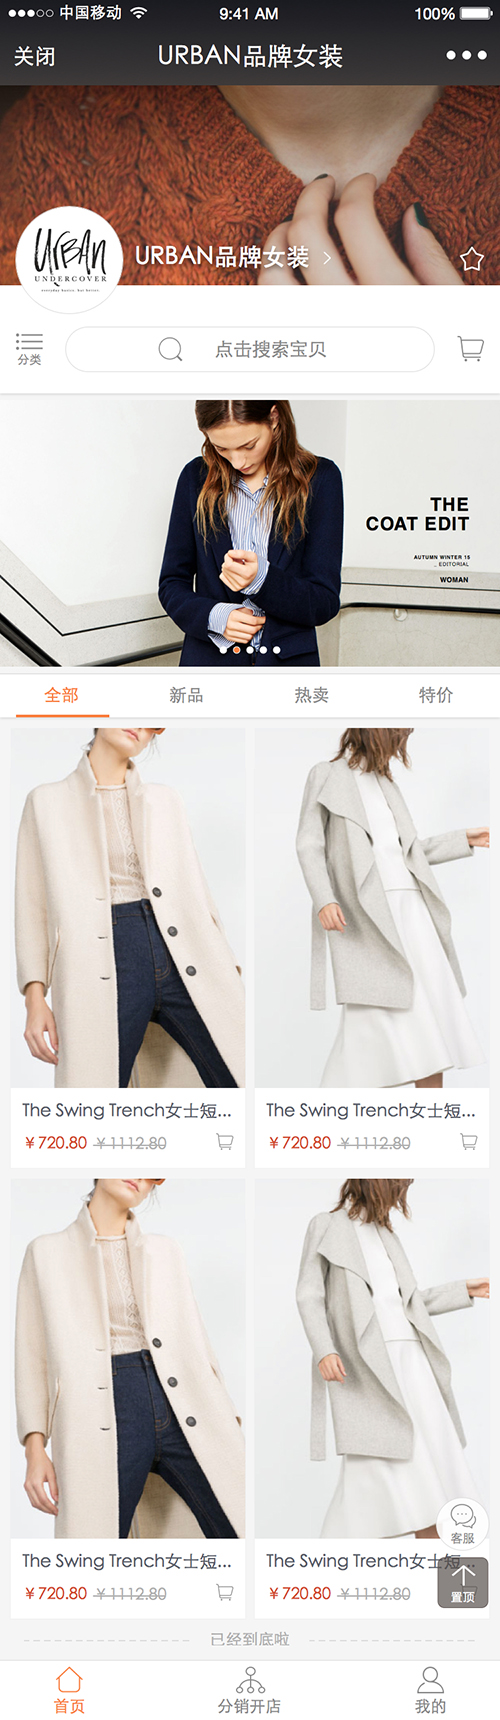 中国移动
9:41 AM
100%
关闭
URBAN品牌女装
URBAN
UNDERCOVER
URBAN品牌女装
分类
点击搜索宝贝
THE
COAT EDIT
AUTUMN WINTER 15
_ EDITORIAL
WOMAN
全部 新品 热卖 特价
The Swing Trench女士短... The Swing Trench女士短...
￥720.80 ￥1112.80 ￥720.80 ￥1112.80
The Swing Trench女士短... The Swing Trench女士短...
￥720.80 ￥1112.80 ￥720.80 ￥1112.80
客服
置顶
已经到底啦
首页 分销开店 我的